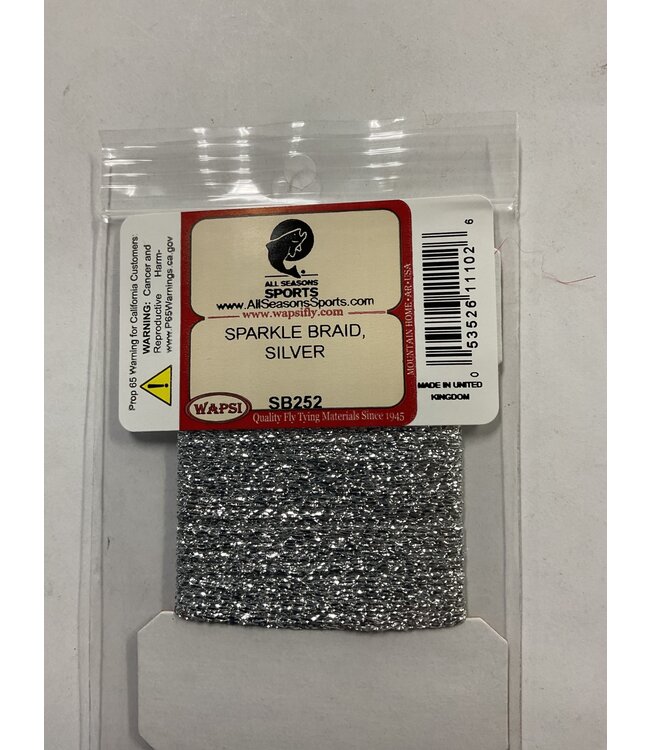 Prop 65 Warning for California Customers
WARNING: Cancer and
Reproductive Harm-
www.P65Warnings.ca.gov
ALL SEASONS
SPORTS
www.AllSeasonsSports.com
www.wapsifly.com
SPARKLE BRAID,
SILVER
SB252
WAPSI
Quality Fly Tying Materials Since 1945
MOUNTAIN HOME•AR•USA
0 53526 11102 6
MADE IN UNITED
KINGDOM